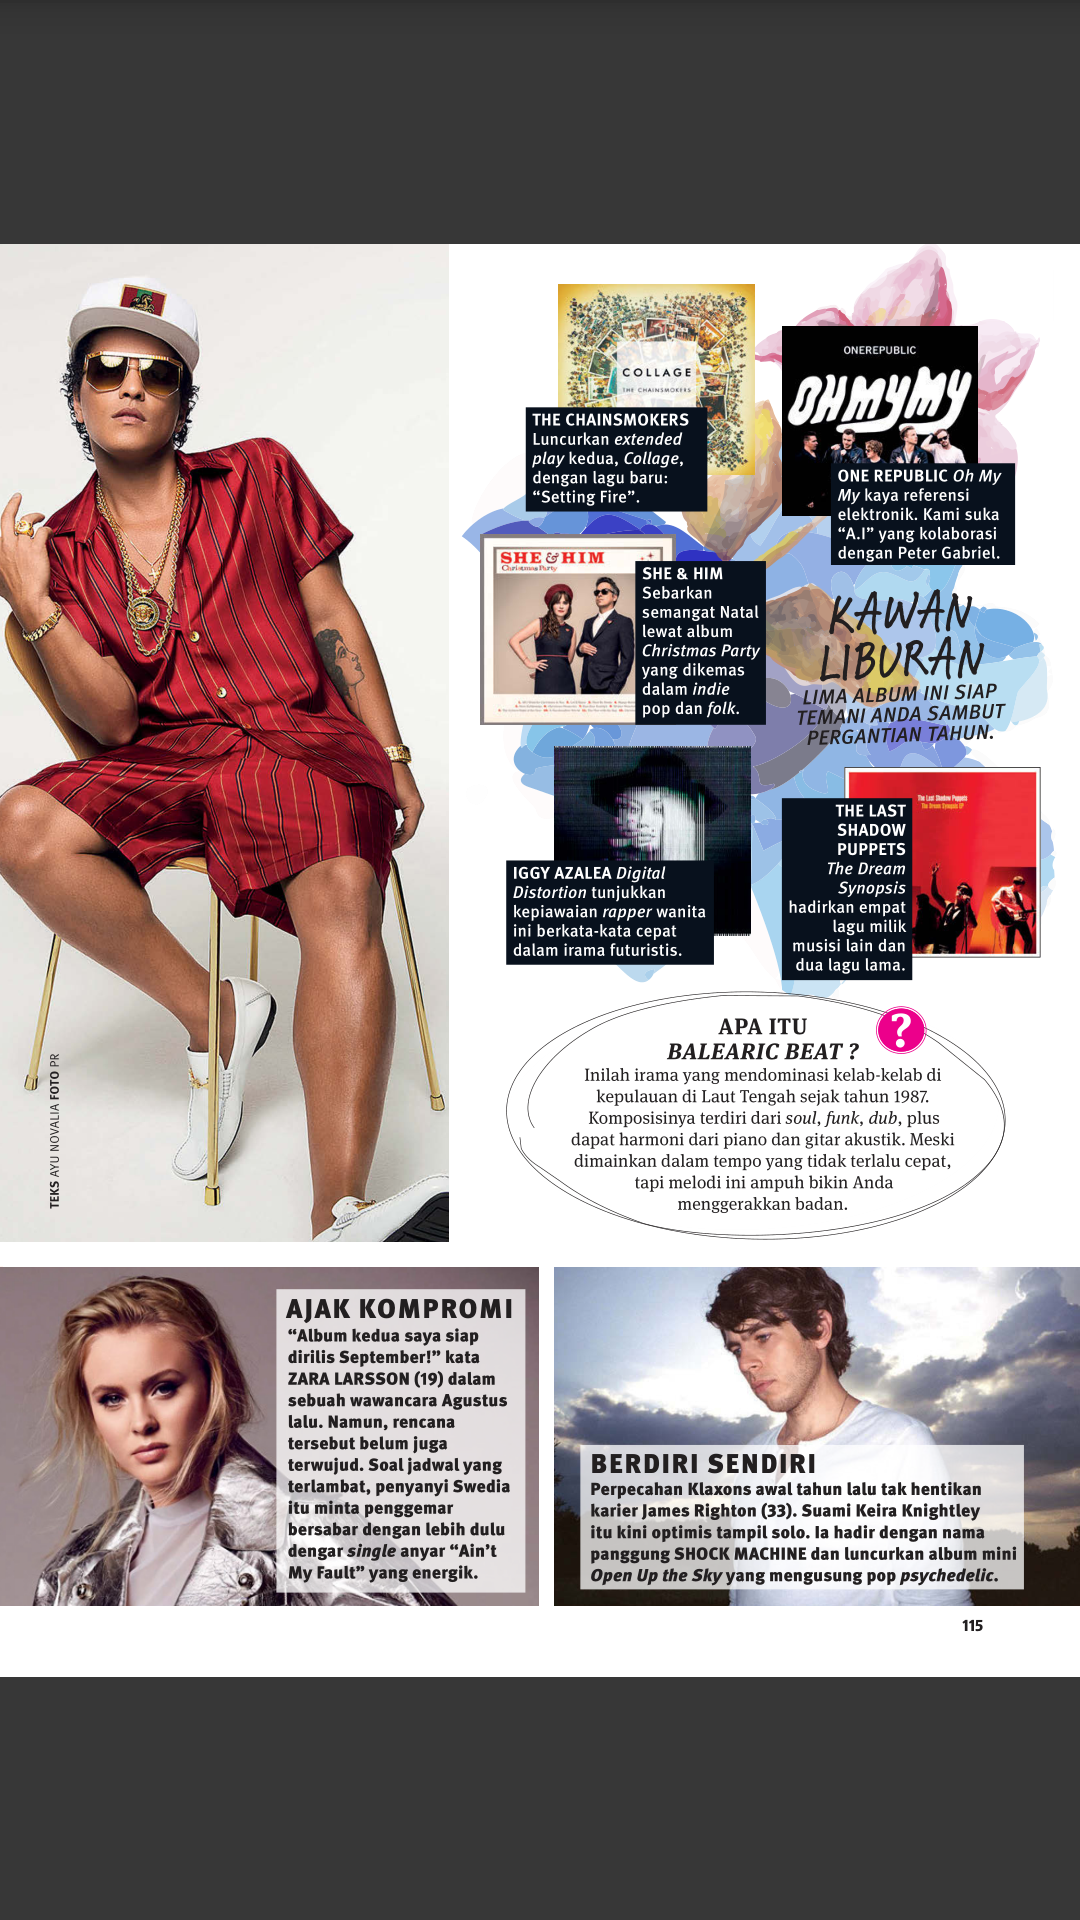 COLLAGE
THE CHAINSMOKERS
THE CHAINSMOKERS
Luncurkan extended
play kedua, Collage,
dengan lagu baru:
“Setting Fire”.
ONEREPUBLIC
OH MY MY
ONE REPUBLIC Oh My
My kaya referensi
elektronik. Kami suka
“A.I” yang kolaborasi
dengan Peter Gabriel.
SHE & HIM
Christmas Party
SHE & HIM
Sebarkan
semangat Natal
lewat album
Christmas Party
yang dikemas
dalam indie
pop dan folk.
KAWAN
LIBURAN
LIMA ALBUM INI SIAP
TEMANI ANDA SAMBUT
PERGANTIAN TAHUN.
IGGY AZALEA Digital
Distortion tunjukkan
kepiawaian rapper wanita
ini berkata-kata cepat
dalam irama futuristis.
The Last Shadow Puppets
The Dream Synopsis EP
THE LAST
SHADOW
PUPPETS
The Dream
Synopsis
hadirkan empat
lagu milik
musisi lain dan
dua lagu lama.
APA ITU
BALEARIC BEAT ?
?
Inilah irama yang mendominasi kelab-kelab di
kepulauan di Laut Tengah sejak tahun 1987.
Komposisinya terdiri dari soul, funk, dub, plus
dapat harmoni dari piano dan gitar akustik. Meski
dimainkan dalam tempo yang tidak terlalu cepat,
tapi melodi ini ampuh bikin Anda
menggerakkan badan.
TEKS AYU NOVALIA FOTO PR
AJAK KOMPROMI
“Album kedua saya siap
dirilis September!” kata
ZARA LARSSON (19) dalam
sebuah wawancara Agustus
lalu. Namun, rencana
tersebut belum juga
terwujud. Soal jadwal yang
terlambat, penyanyi Swedia
itu minta penggemar
bersabar dengan lebih dulu
dengar single anyar “Ain’t
My Fault” yang energik.
BERDIRI SENDIRI
Perpecahan Klaxons awal tahun lalu tak hentikan
karier James Righton (33). Suami Keira Knightley
itu kini optimis tampil solo. Ia hadir dengan nama
panggung SHOCK MACHINE dan luncurkan album mini
Open Up the Sky yang mengusung pop psychedelic.
115